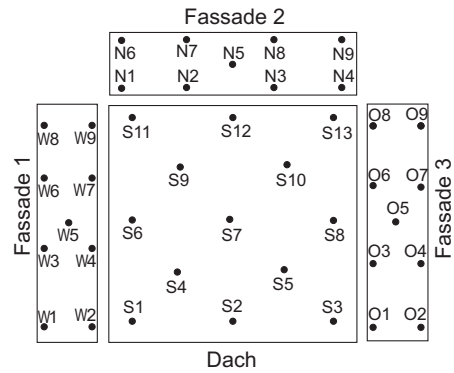 Fassade 2
N6 N7 N5 N8 N9
N1 N2 N3 N4
Fassade 1
W8 W9
W6 W7
W5
W3 W4
W1 W2
S11 S12 S13
S9 S10
S6 S7 S8
S4 S5
S1 S2 S3
O8 O9
O6 O7
O5
O3 O4
O1 O2
Fassade 3
Dach